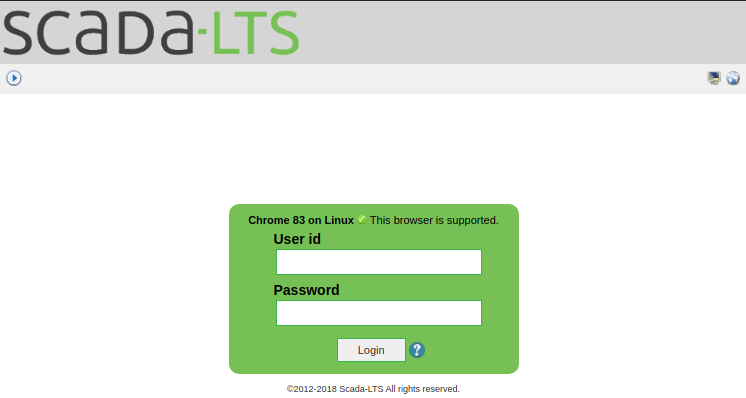 SCADA-LTS
Chrome 83 on Linux This browser is supported.
User id
Password
Login ?
©2012-2018 Scada-LTS All rights reserved.